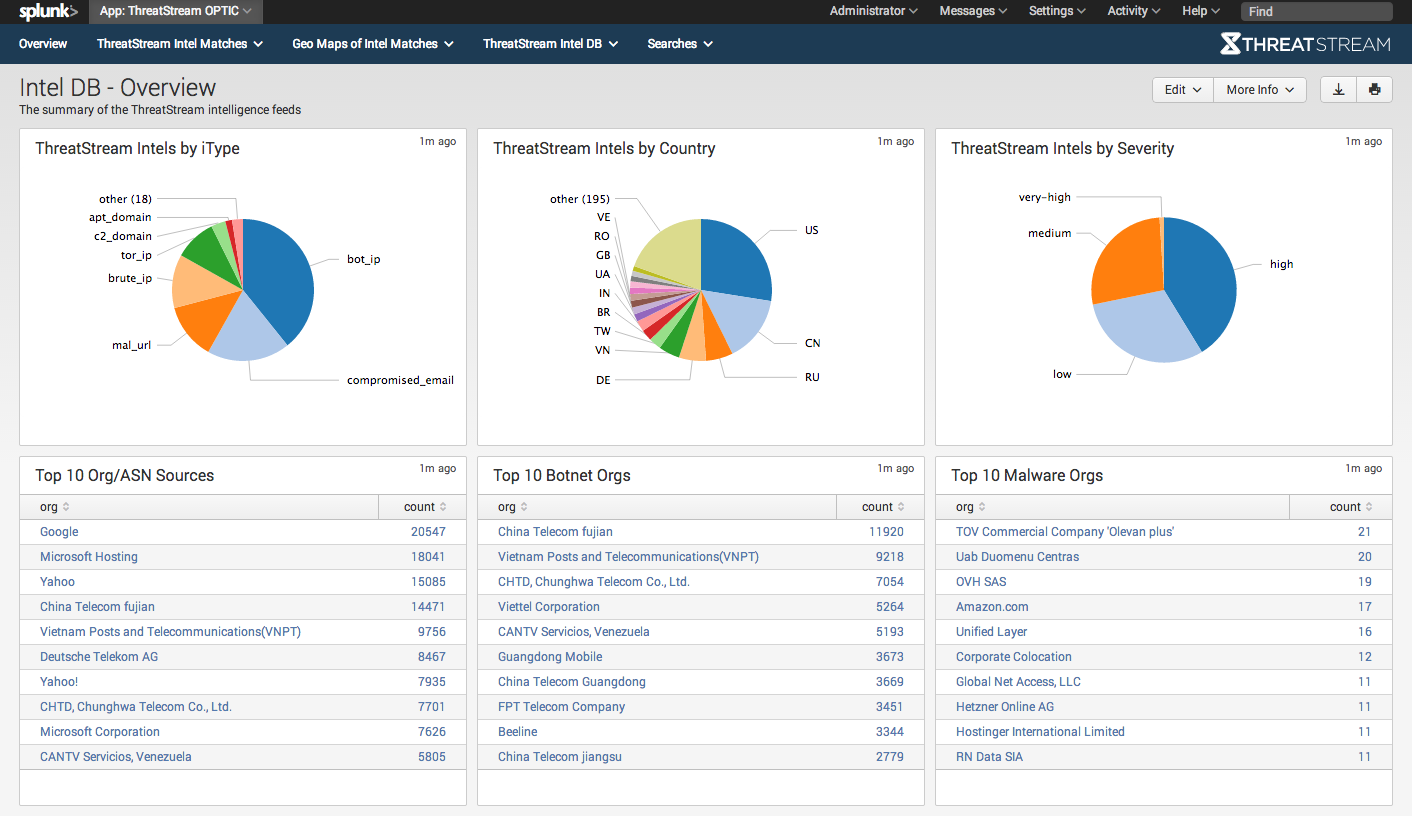 splunk> App: ThreatStream OPTIC Administrator Messages Settings Activity Help Find
Overview ThreatStream Intel Matches Geo Maps of Intel Matches ThreatStream Intel DB Searches THREATSTREAM
Intel DB - Overview
The summary of the ThreatStream intelligence feeds
Edit More Info
ThreatStream Intels by iType
1m ago
other (18)
apt_domain
c2_domain
tor_ip
brute_ip
mal_url
bot_ip
compromised_email
ThreatStream Intels by Country
1m ago
other (195)
VE
RO
GB
UA
IN
BR
TW
VN
DE
US
CN
RU
ThreatStream Intels by Severity
1m ago
very-high
medium
low
high
Top 10 Org/ASN Sources
1m ago
org count
Google 20547
Microsoft Hosting 18041
Yahoo 15085
China Telecom fujian 14471
Vietnam Posts and Telecommunications(VNPT) 9756
Deutsche Telekom AG 8467
Yahoo! 7935
CHTD, Chunghwa Telecom Co., Ltd. 7701
Microsoft Corporation 7626
CANTV Servicios, Venezuela 5805
Top 10 Botnet Orgs
1m ago
org count
China Telecom fujian 11920
Vietnam Posts and Telecommunications(VNPT) 9218
CHTD, Chunghwa Telecom Co., Ltd. 7054
Viettel Corporation 5264
CANTV Servicios, Venezuela 5193
Guangdong Mobile 3673
China Telecom Guangdong 3669
FPT Telecom Company 3451
Beeline 3344
China Telecom jiangsu 2779
Top 10 Malware Orgs
1m ago
org count
TOV Commercial Company 'Olevan plus' 21
Uab Duomenu Centras 20
OVH SAS 19
Amazon.com 17
Unified Layer 16
Corporate Colocation 12
Global Net Access, LLC 11
Hetzner Online AG 11
Hostinger International Limited 11
RN Data SIA 11